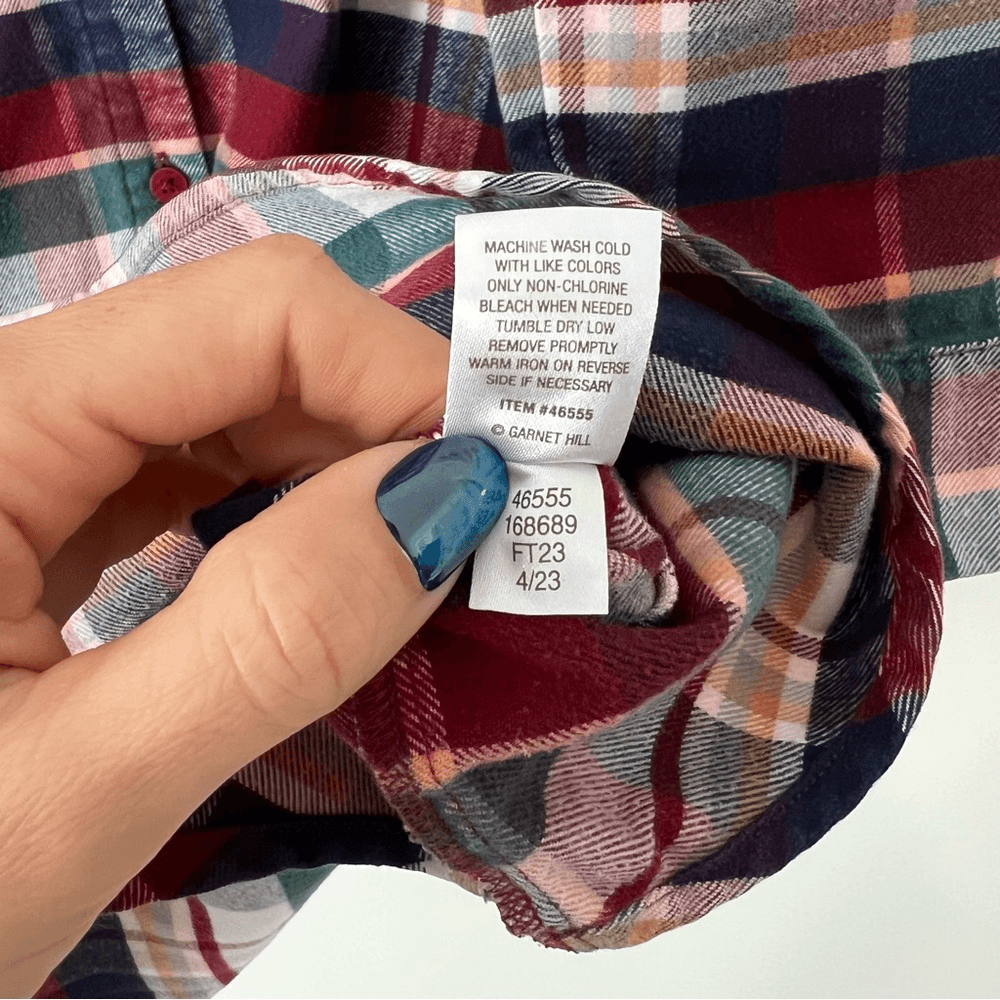 MACHINE WASH COLD
WITH LIKE COLORS
ONLY NON-CHLORINE
BLEACH WHEN NEEDED
TUMBLE DRY LOW
REMOVE PROMPTLY
WARM IRON ON REVERSE
SIDE IF NECESSARY
ITEM #46555
© GARNET HILL
46555
168689
FT23
4/23